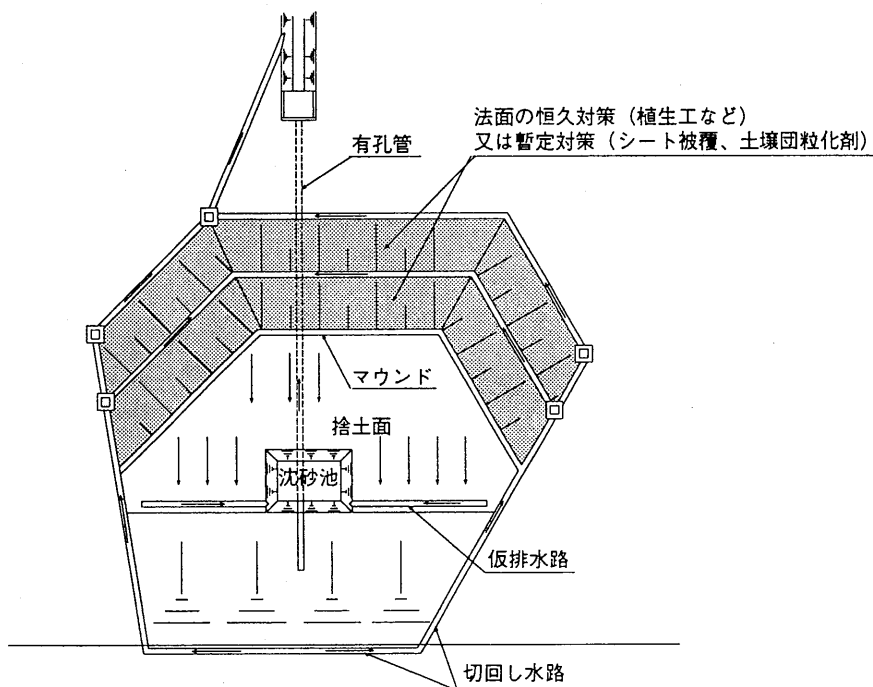 法面の恒久対策（植生工など）
又は暫定対策（シート被覆、土壌団粒化剤）
有孔管
マウンド
捨土面
沈砂池
仮排水路
切回し水路